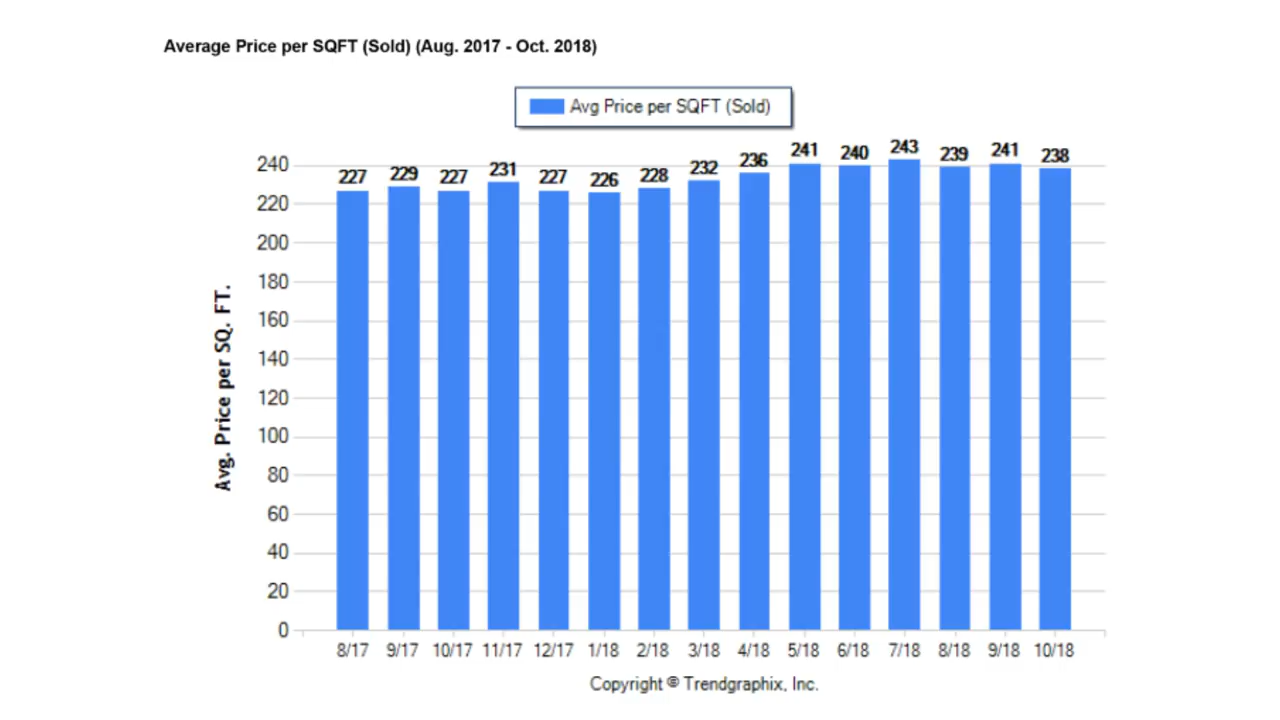 Average Price per SQFT (Sold) (Aug. 2017 - Oct. 2018)
Avg Price per SQFT (Sold)
Avg. Price per SQ. FT.
240
220
200
180
160
140
120
100
80
60
40
20
0
227 229 227 231 227 226 228 232 236 241 240 243 239 241 238
8/17 9/17 10/17 11/17 12/17 1/18 2/18 3/18 4/18 5/18 6/18 7/18 8/18 9/18 10/18
Copyright © Trendgraphix, Inc.